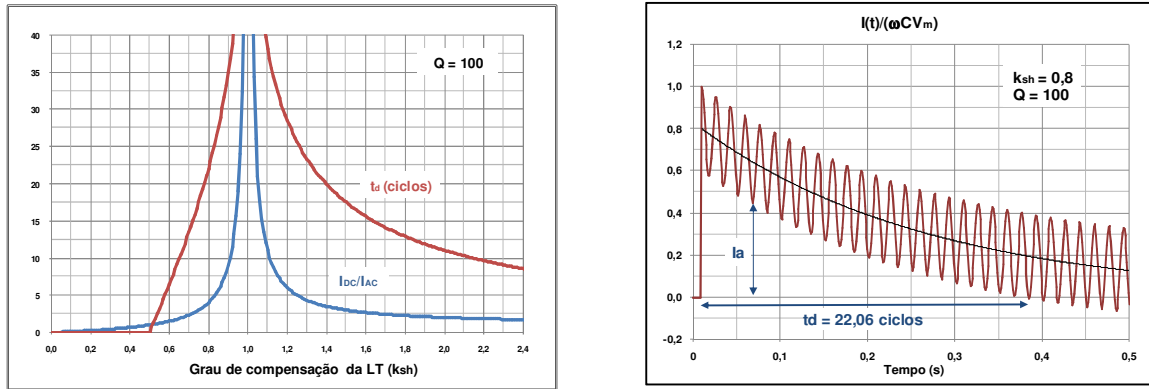 40
35
30
25
20
15
10
5
0
Q = 100
td (ciclos)
IDC/IAC
0,0 0,2 0,4 0,6 0,8 1,0 1,2 1,4 1,6 1,8 2,0 2,2 2,4
Grau de compensação da LT (ksh)
I(t)/(ωCVm)
1,2
1,0
0,8
0,6
0,4
0,2
0,0
-0,2
ksh = 0,8
Q = 100
Ia
td = 22,06 ciclos
0 0,1 0,2 0,3 0,4 0,5
Tempo (s)